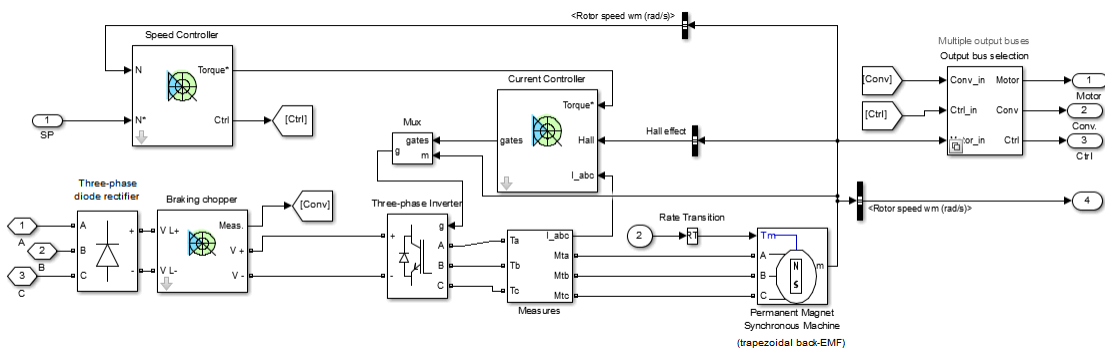 <Rotor speed wm (rad/s)>
Speed Controller
N
Torque*
N*
Ctrl
1
SP
[Ctrl]
Current Controller
Torque*
Hall
gates
I_abc
Mux
gates
g
m
Hall effect
Multiple output buses
Output bus selection
[Conv]
[Ctrl]
Conv_in
Motor
Ctrl_in
Conv
Ctrl
1
Motor
2
Conv.
3
Ctrl
<Rotor speed wm (rad/s)>
4
Three-phase
diode rectifier
1
A
2
B
3
C
A
+
B
C
-
Braking chopper
V L+
Meas.
V +
V L-
V -
[Conv]
Three-phase Inverter
g
+
A
B
-
C
Ta
I_abc
Mta
Tb
Mtb
Tc
Mtc
Measures
Rate Transition
2
RT
Tm
A
B
C
m
N
S
Permanent Magnet
Synchronous Machine
(trapezoidal back-EMF)